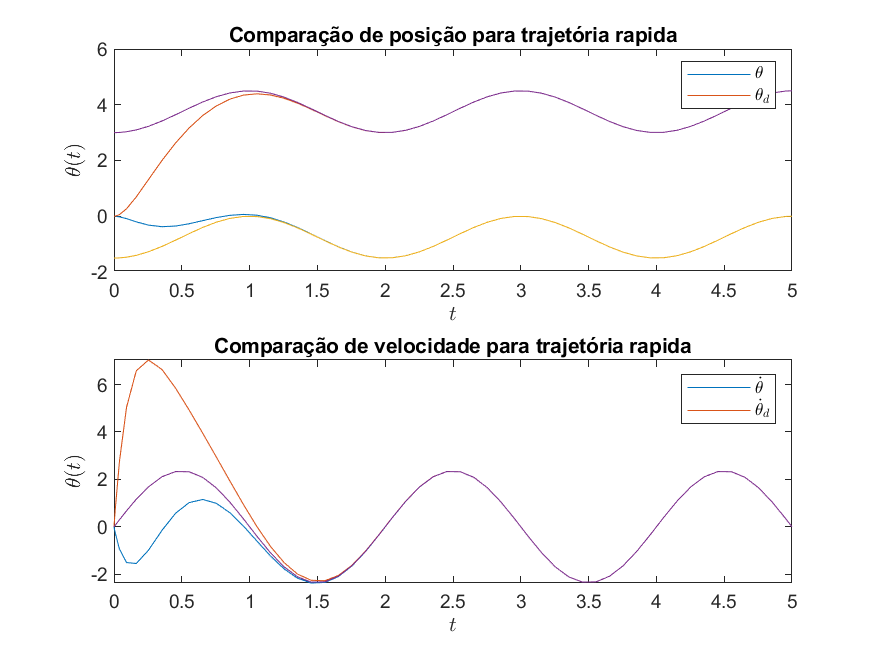 Comparação de posição para trajetória rapida
6
4
2
0
-2
θ(t)
θ
θ_d
0 0.5 1 1.5 2 2.5 3 3.5 4 4.5 5
t
Comparação de velocidade para trajetória rapida
6
4
2
0
-2
θ̇(t)
θ̇
θ̇_d
0 0.5 1 1.5 2 2.5 3 3.5 4 4.5 5
t